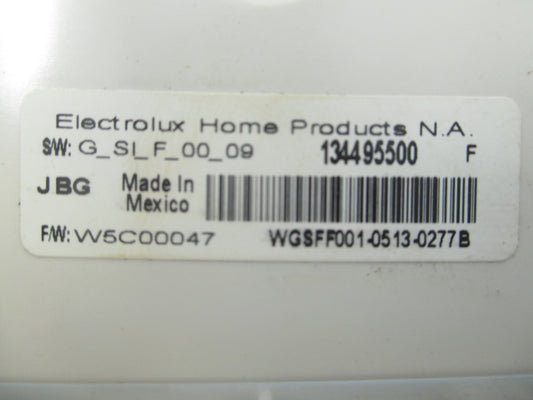 Electrolux Home Products N.A.
S/W: G_SI_F_00_09 134495500 F
JBG Made In
Mexico
F/W: W5C00047 WGSFF001-0513-0277B